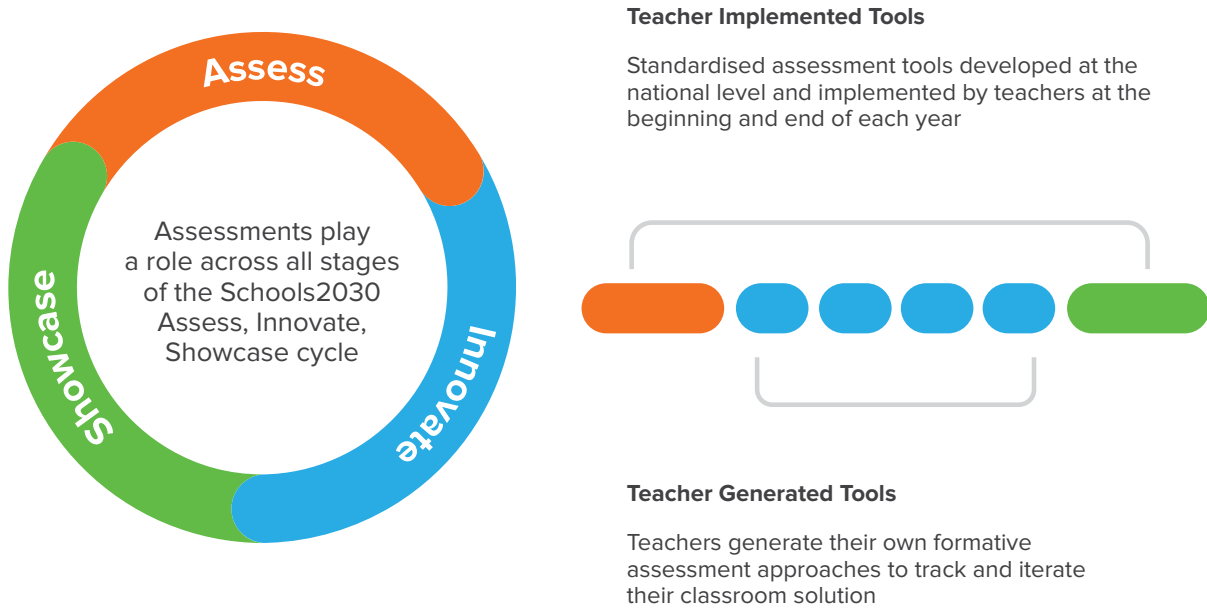 Assess
Innovate
Showcase
Assessments play
a role across all stages
of the Schools2030
Assess, Innovate,
Showcase cycle
Teacher Implemented Tools
Standardised assessment tools developed at the
national level and implemented by teachers at the
beginning and end of each year
Teacher Generated Tools
Teachers generate their own formative
assessment approaches to track and iterate
their classroom solution